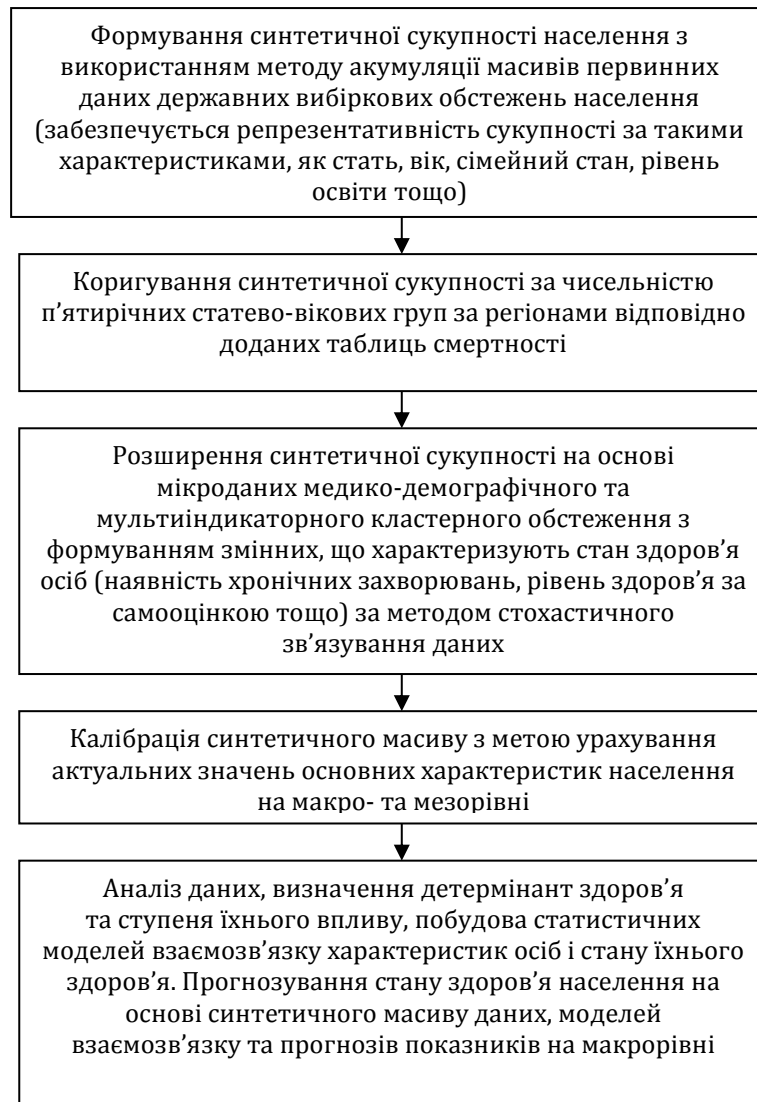 Формування синтетичної сукупності населення з
використанням методу акумуляції масивів первинних
даних державних вибіркових обстежень населення
(забезпечується репрезентативність сукупності за такими
характеристиками, як стать, вік, сімейний стан, рівень
освіти тощо)
Коригування синтетичної сукупності за чисельністю
п’ятирічних статево-вікових груп за регіонами відповідно
доданих таблиць смертності
Розширення синтетичної сукупності на основі
мікроданих медико-демографічного та
мультиіндикаторного кластерного обстеження з
формуванням змінних, що характеризують стан здоров’я
осіб (наявність хронічних захворювань, рівень здоров’я за
самооцінкою тощо) за методом стохастичного
зв’язування даних
Калібрація синтетичного масиву з метою урахування
актуальних значень основних характеристик населення
на макро- та мезорівні
Аналіз даних, визначення детермінант здоров’я
та ступеня їхнього впливу, побудова статистичних
моделей взаємозв’язку характеристик осіб і стану їхнього
здоров’я. Прогнозування стану здоров’я населення на
основі синтетичного масиву даних, моделей
взаємозв’язку та прогнозів показників на макрорівні